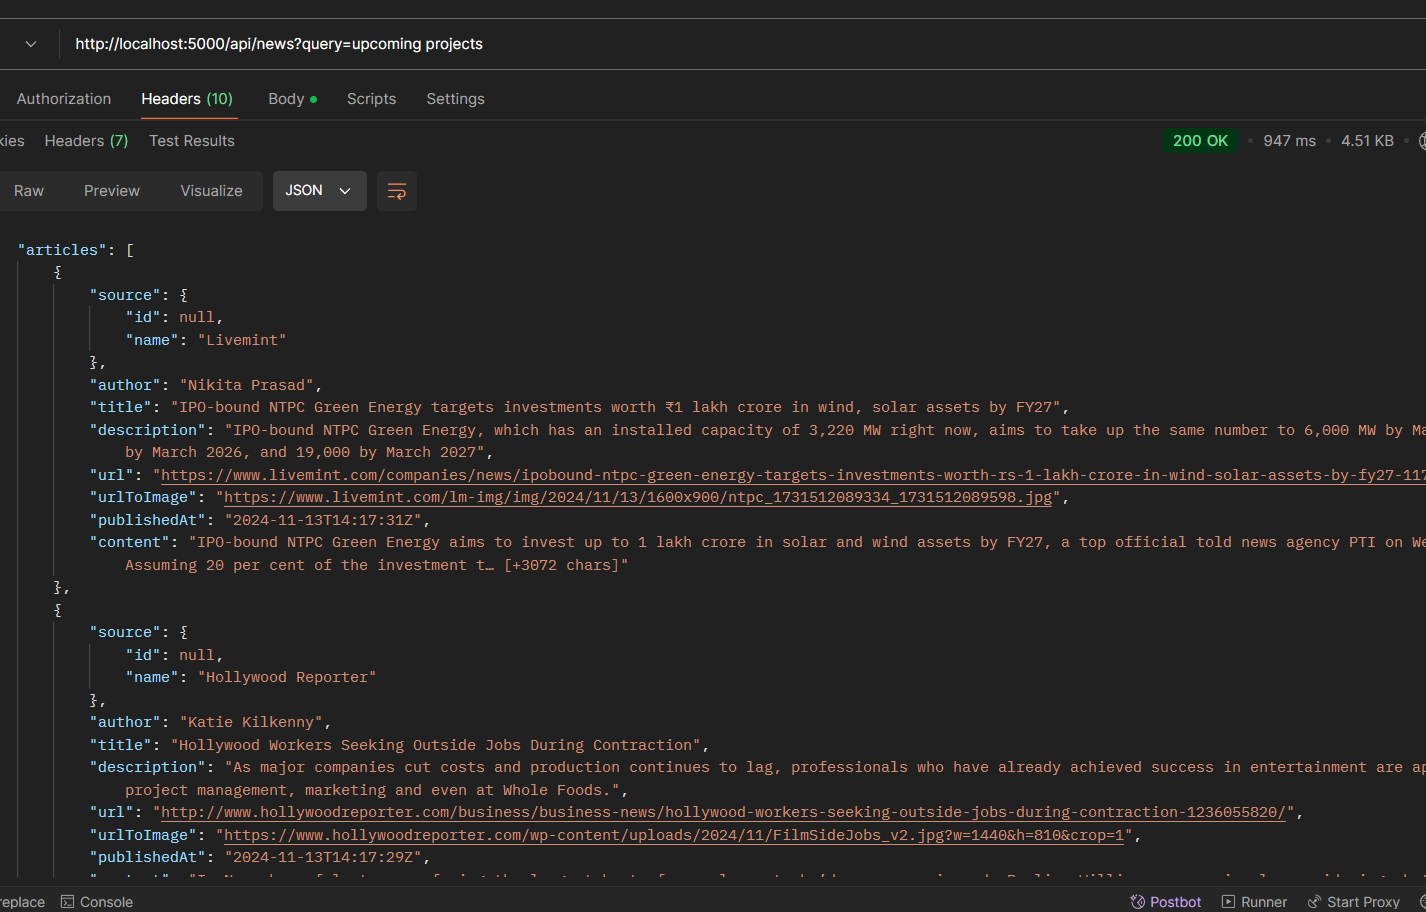 http://localhost:5000/api/news?query=upcoming projects
Authorization Headers (10) Body Scripts Settings
kies Headers (7) Test Results 200 OK • 947 ms • 4.51 KB •
Raw Preview Visualize JSON
"articles": [
{
"source": {
"id": null,
"name": "Livemint"
},
"author": "Nikita Prasad",
"title": "IPO-bound NTPC Green Energy targets investments worth ₹1 lakh crore in wind, solar assets by FY27",
"description": "IPO-bound NTPC Green Energy, which has an installed capacity of 3,220 MW right now, aims to take up the same number to 6,000 MW by Ma
by March 2026, and 19,000 by March 2027",
"url": "https://www.livemint.com/companies/news/ipobound-ntpc-green-energy-targets-investments-worth-rs-1-lakh-crore-in-wind-solar-assets-by-fy27-117
"urlToImage": "https://www.livemint.com/lm-img/img/2024/11/13/1600x900/ntpc_1731512089334_1731512089598.jpg",
"publishedAt": "2024-11-13T14:17:31Z",
"content": "IPO-bound NTPC Green Energy aims to invest up to 1 lakh crore in solar and wind assets by FY27, a top official told news agency PTI on We
Assuming 20 per cent of the investment t… [+3072 chars]"
},
{
"source": {
"id": null,
"name": "Hollywood Reporter"
},
"author": "Katie Kilkenny",
"title": "Hollywood Workers Seeking Outside Jobs During Contraction",
"description": "As major companies cut costs and production continues to lag, professionals who have already achieved success in entertainment are ap
project management, marketing and even at Whole Foods.",
"url": "http://www.hollywoodreporter.com/business/business-news/hollywood-workers-seeking-outside-jobs-during-contraction-1236055820/",
"urlToImage": "https://www.hollywoodreporter.com/wp-content/uploads/2024/11/FilmSideJobs_v2.jpg?w=1440&h=810&crop=1",
"publishedAt": "2024-11-13T14:17:29Z",
replace Console Postbot Runner Start Proxy